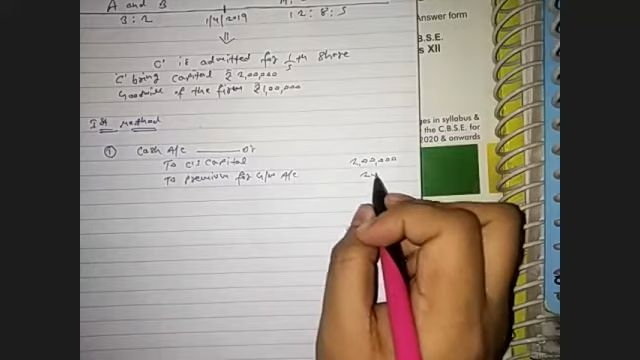 A and B
3 : 2
1/4/2019
12 : 8 : 5
C is admitted for 1/5th share
C bring capital ₹ 2,00,000
Goodwill of the firm ₹ 1,00,000
Ist method
① Cash A/c ——— Dr
To C's Capital 2,00,000
To premium for G/w A/c 2
Answer form
B.S.E.
s XII
ges in syllabus &
the C.B.S.E. for
2020 & onwards